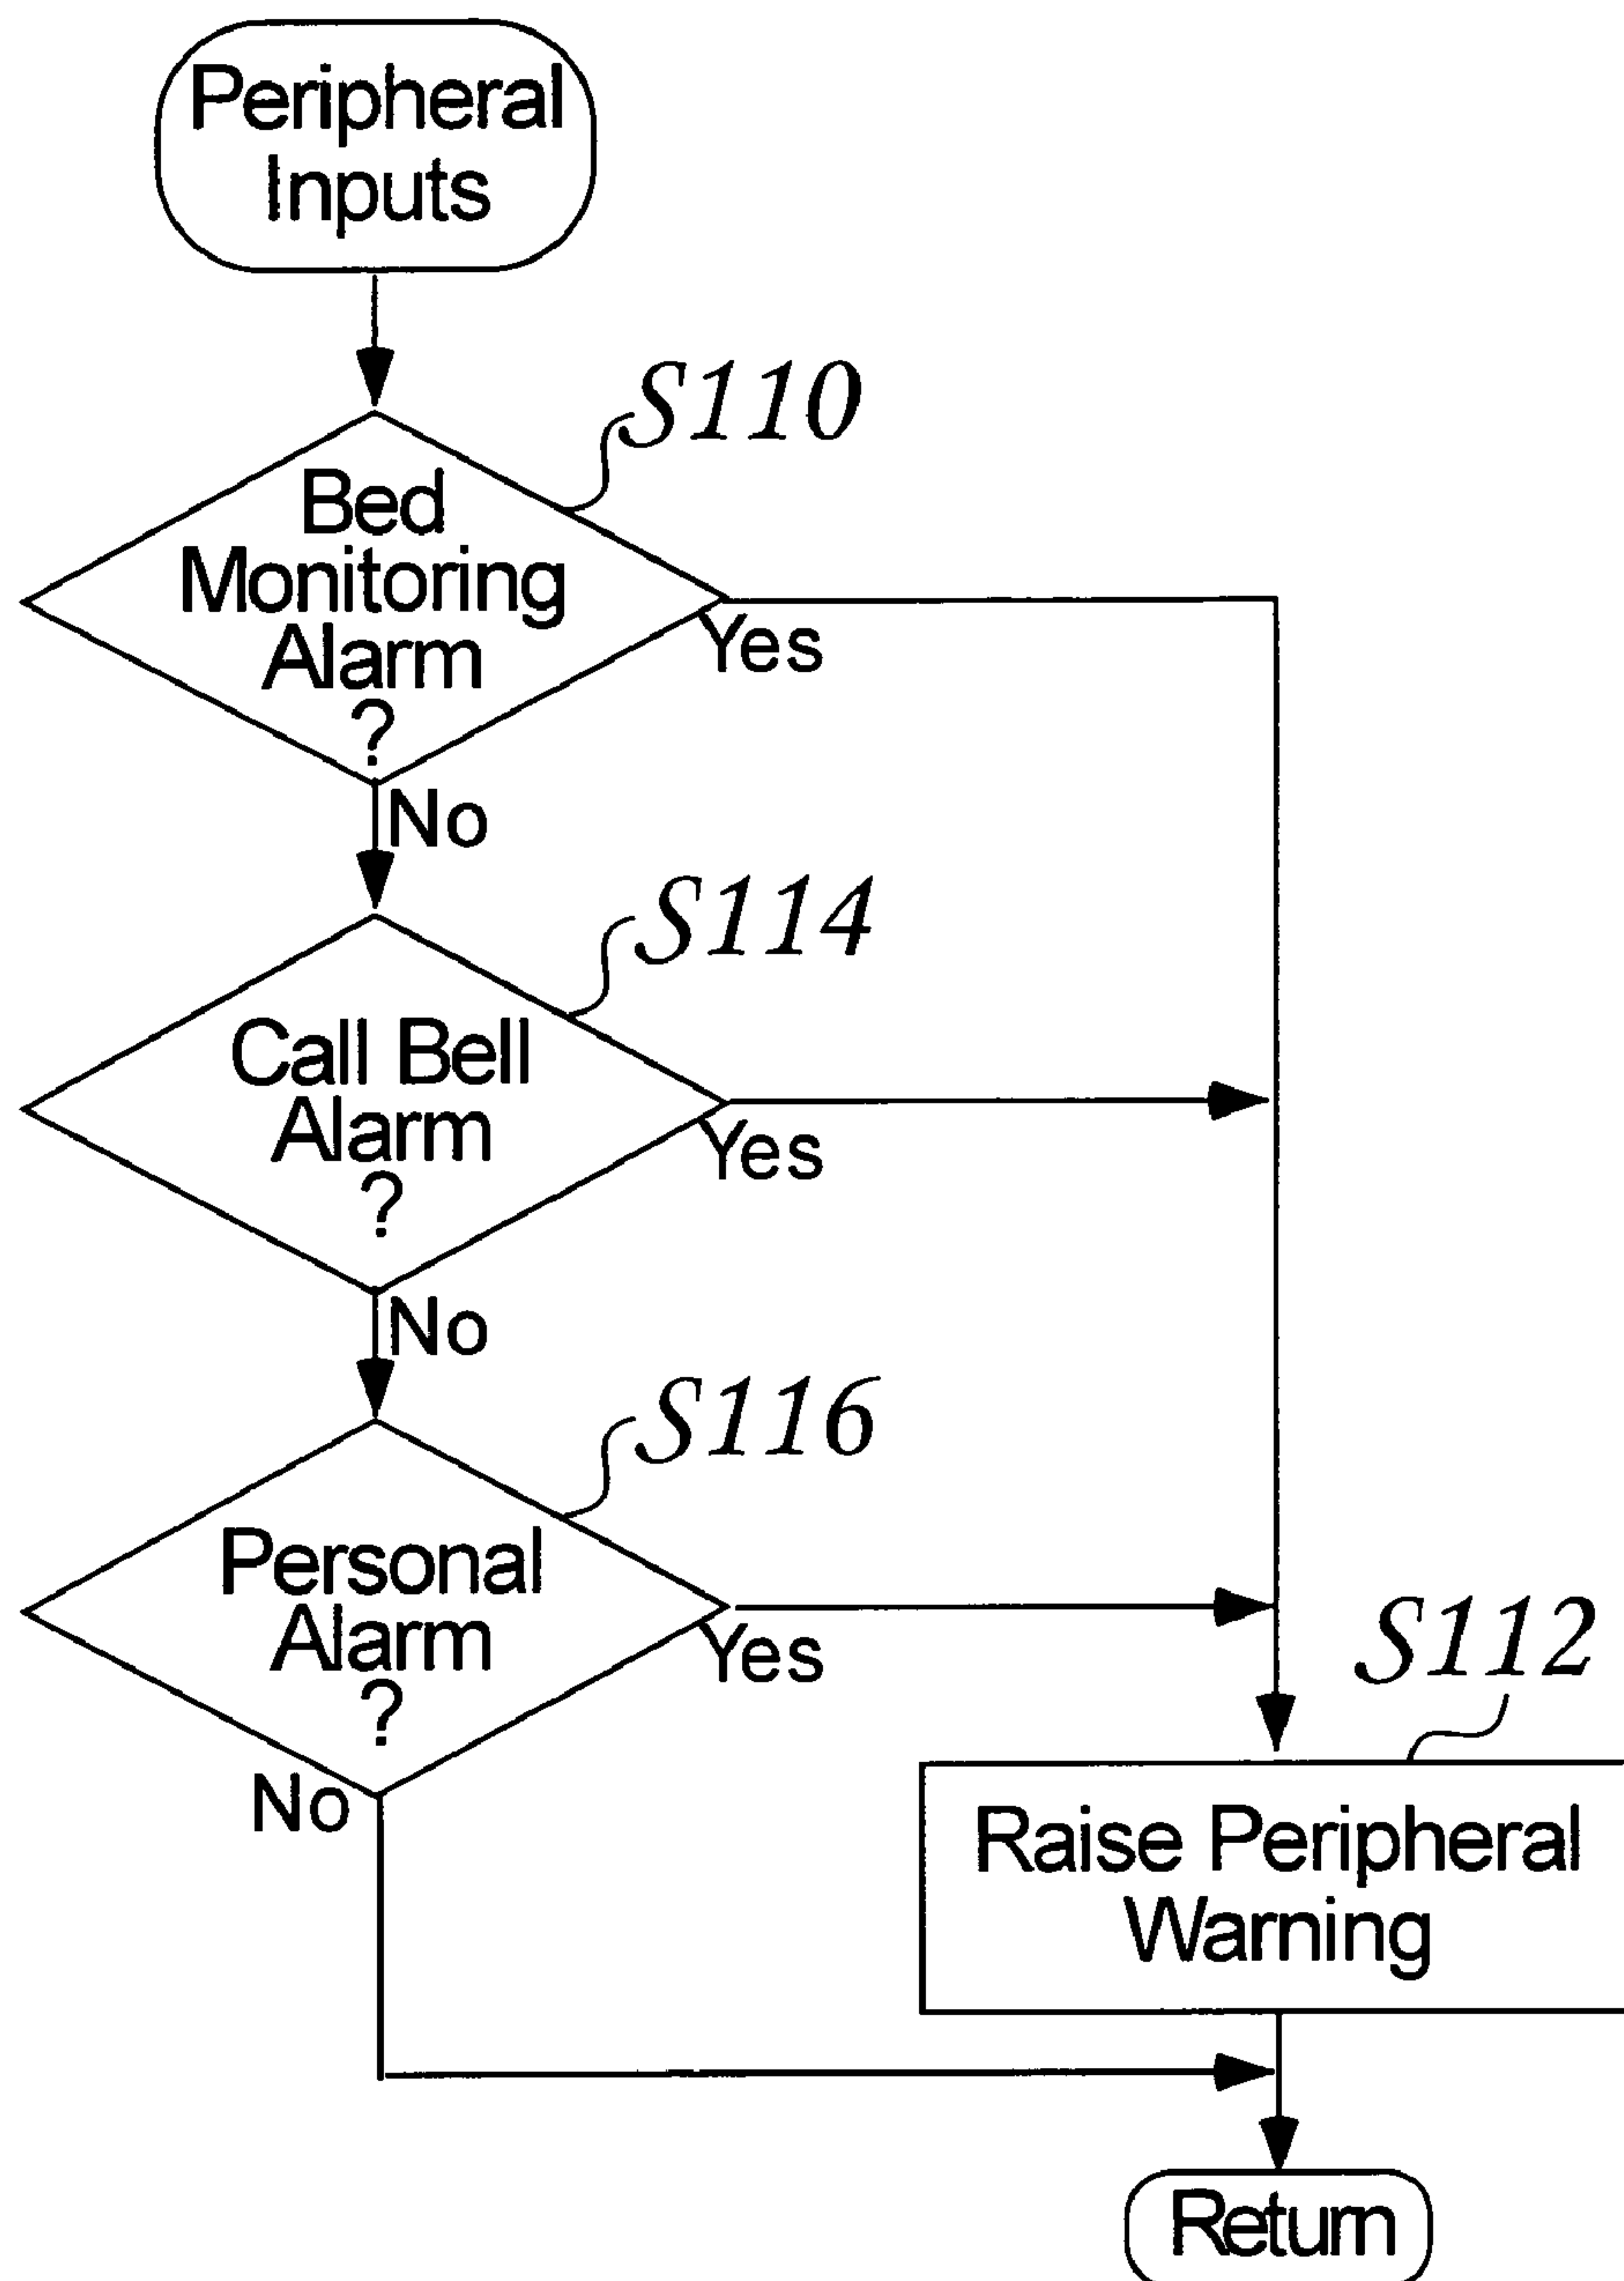 Peripheral
Inputs
S110
Bed
Monitoring
Alarm
?
Yes
No
S114
Call Bell
Alarm
?
Yes
No
S116
Personal
Alarm
?
Yes
No
S112
Raise Peripheral
Warning
Return